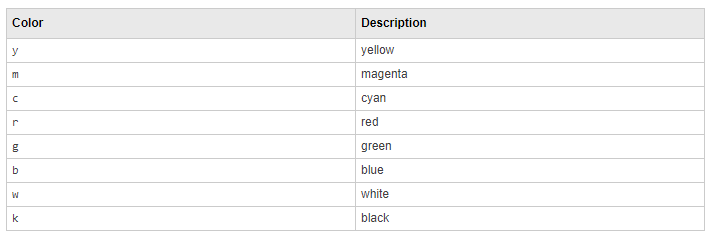 Color Description
y yellow
m magenta
c cyan
r red
g green
b blue
w white
k black